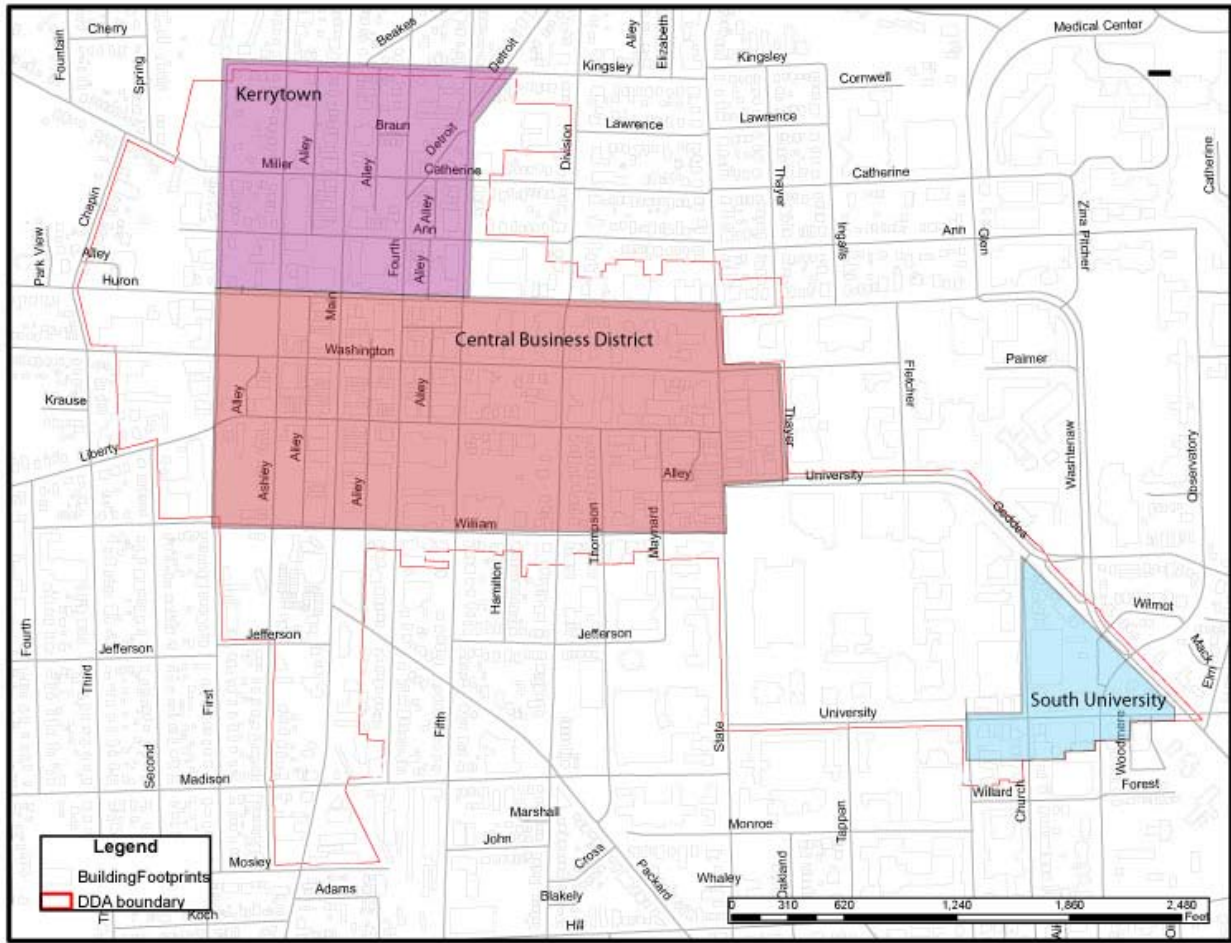 Cherry
Fountain
Spring
Beakes
Detroit
Alley
Elizabeth
Kingsley
Kingsley
Cornwell
Medical Center
Kerrytown
Braun
Detroit
Lawrence
Lawrence
Division
Miller
Alley
Alley
Catherine
Catherine
Thayer
Catherine
Chapin
Alley
Ann
Ann
Ingalls
Glen
Zina Pitcher
Park View
Alley
Huron
Fourth
Alley
Main
Washington
Central Business District
Palmer
Fletcher
Krause
Alley
Alley
Thayer
Liberty
Ashley
Alley
Alley
Alley
University
Washtenaw
Observatory
William
Thompson
Maynard
Geddes
Hamilton
Wilmot
Fourth
Jefferson
Third
Jefferson
First
Jefferson
Mack
Elm
South University
Fifth
State
University
Woodmere
Second
Madison
Willard
Church
Forest
Marshall
John
Monroe
Tappan
Crosa
Packard
Legend
BuildingFootprints
DDA boundary
Mosley
Adams
Koch
Whaley
Oakland
Blakely
Hill
0 310 620 1,240 1,860 2,480
Feet